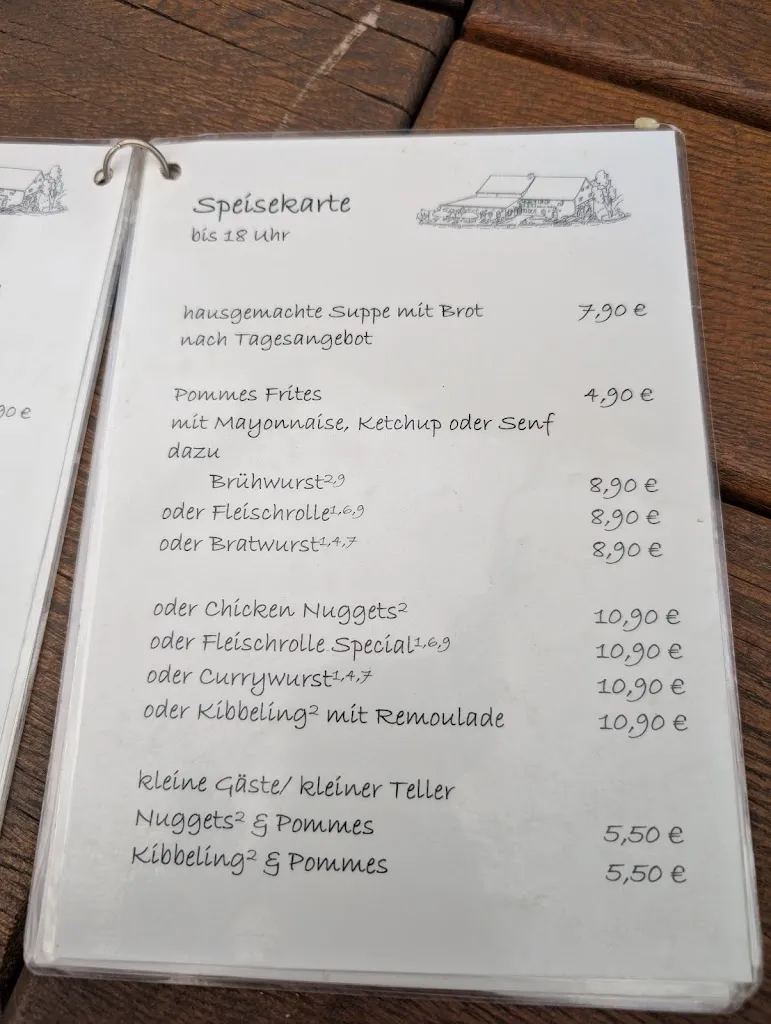 Speisekarte
bis 18 Uhr
hausgemachte Suppe mit Brot 7,90 €
nach Tagesangebot
Pommes Frites 4,90 €
mit Mayonnaise, Ketchup oder Senf
dazu
Brühwurst²,⁹ 8,90 €
oder Fleischrolle¹,⁶,⁹ 8,90 €
oder Bratwurst¹,⁴,⁷ 8,90 €
oder Chicken Nuggets² 10,90 €
oder Fleischrolle Special¹,⁶,⁹ 10,90 €
oder Currywurst¹,⁴,⁷ 10,90 €
oder Kibbeling² mit Remoulade 10,90 €
kleine Gäste/ kleiner Teller
Nuggets² & Pommes 5,50 €
Kibbeling² & Pommes 5,50 €